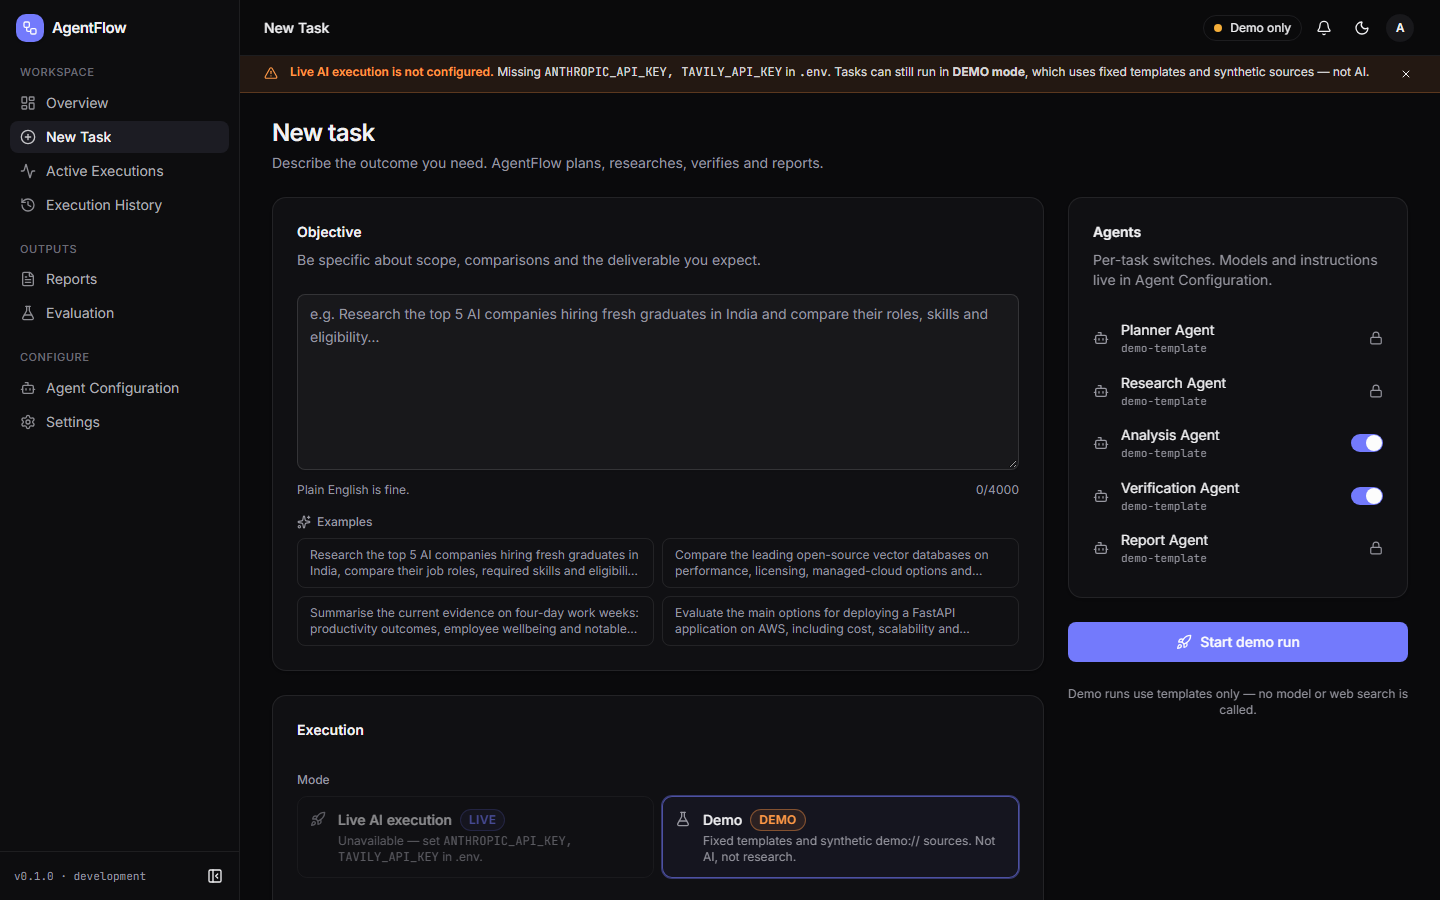 AgentFlow
WORKSPACE
Overview
New Task
Active Executions
Execution History
OUTPUTS
Reports
Evaluation
CONFIGURE
Agent Configuration
Settings
v0.1.0 · development
New Task
Demo only
A
Live AI execution is not configured. Missing ANTHROPIC_API_KEY, TAVILY_API_KEY in .env. Tasks can still run in DEMO mode, which uses fixed templates and synthetic sources — not AI.
New task
Describe the outcome you need. AgentFlow plans, researches, verifies and reports.
Objective
Be specific about scope, comparisons and the deliverable you expect.
e.g. Research the top 5 AI companies hiring fresh graduates in India and compare their roles, skills and
eligibility...
Plain English is fine.
0/4000
Examples
Research the top 5 AI companies hiring fresh graduates in
India, compare their job roles, required skills and eligibili...
Compare the leading open-source vector databases on
performance, licensing, managed-cloud options and...
Summarise the current evidence on four-day work weeks:
productivity outcomes, employee wellbeing and notable...
Evaluate the main options for deploying a FastAPI
application on AWS, including cost, scalability and...
Execution
Mode
Live AI execution LIVE
Unavailable — set ANTHROPIC_API_KEY,
TAVILY_API_KEY in .env.
Demo DEMO
Fixed templates and synthetic demo:// sources. Not
AI, not research.
Agents
Per-task switches. Models and instructions
live in Agent Configuration.
Planner Agent
demo-template
Research Agent
demo-template
Analysis Agent
demo-template
Verification Agent
demo-template
Report Agent
demo-template
Start demo run
Demo runs use templates only — no model or web search is
called.